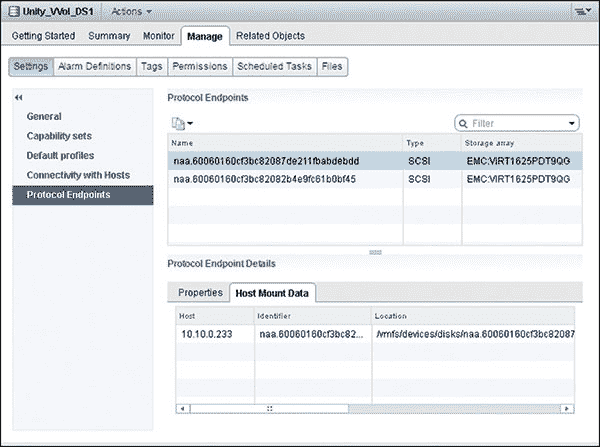 Unity_VVol_DS1 Actions
Getting Started Summary Monitor Manage Related Objects
Settings Alarm Definitions Tags Permissions Scheduled Tasks Files
General
Capability sets
Default profiles
Connectivity with Hosts
Protocol Endpoints
Protocol Endpoints
Filter
Name Type Storage array
naa.60060160cf3bc82087de211fbabdebdd SCSI EMC:VIRT1625PDT9QG
naa.60060160cf3bc82082b4e9fc61b0bf45 SCSI EMC:VIRT1625PDT9QG
Protocol Endpoint Details
Properties Host Mount Data
Host Identifier Location
10.10.0.233 naa.60060160cf3bc82... /vmfs/devices/disks/naa.60060160cf3bc82087